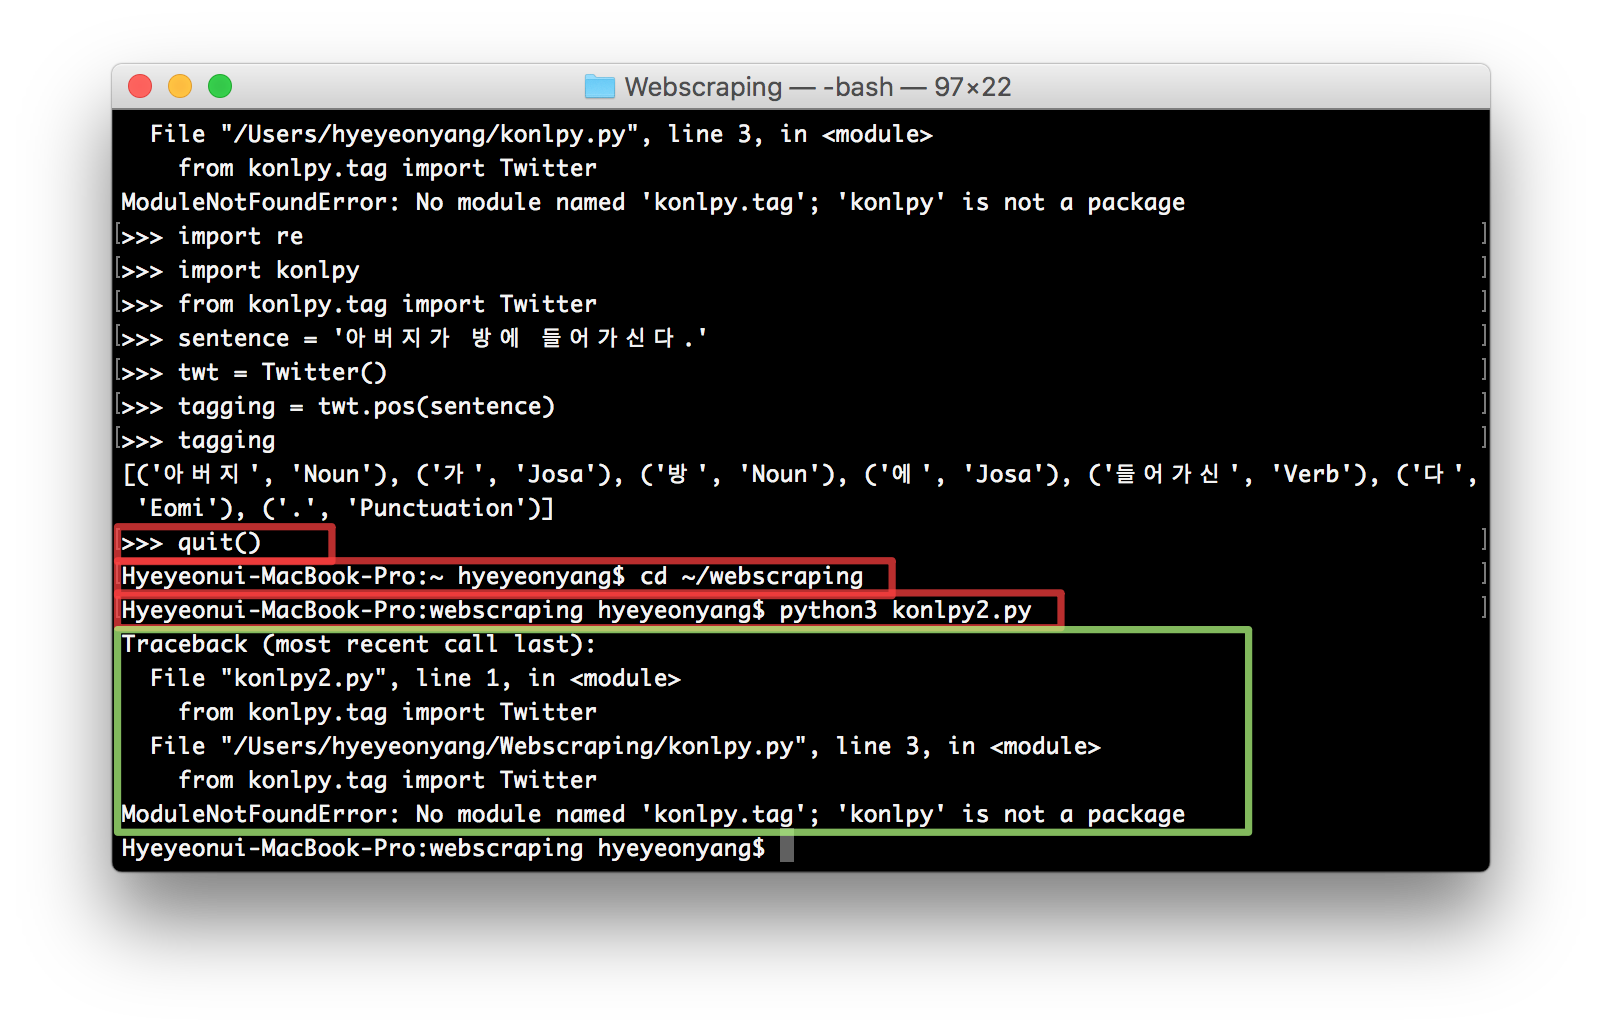 Webscraping — -bash — 97×22
  File "/Users/hyeyeonyang/konlpy.py", line 3, in <module>
    from konlpy.tag import Twitter
ModuleNotFoundError: No module named 'konlpy.tag'; 'konlpy' is not a package
[>>> import re ]
[>>> import konlpy ]
[>>> from konlpy.tag import Twitter ]
[>>> sentence = '아버지가 방에 들어가신다.' ]
[>>> twt = Twitter() ]
[>>> tagging = twt.pos(sentence) ]
[>>> tagging ]
[('아버지', 'Noun'), ('가', 'Josa'), ('방', 'Noun'), ('에', 'Josa'), ('들어가신', 'Verb'), ('다',
 'Eomi'), ('.', 'Punctuation')]
[>>> quit() ]
[Hyeyeonui-MacBook-Pro:~ hyeyeonyang$ cd ~/webscraping ]
[Hyeyeonui-MacBook-Pro:webscraping hyeyeonyang$ python3 konlpy2.py ]
Traceback (most recent call last):
  File "konlpy2.py", line 1, in <module>
    from konlpy.tag import Twitter
  File "/Users/hyeyeonyang/Webscraping/konlpy.py", line 3, in <module>
    from konlpy.tag import Twitter
ModuleNotFoundError: No module named 'konlpy.tag'; 'konlpy' is not a package
Hyeyeonui-MacBook-Pro:webscraping hyeyeonyang$